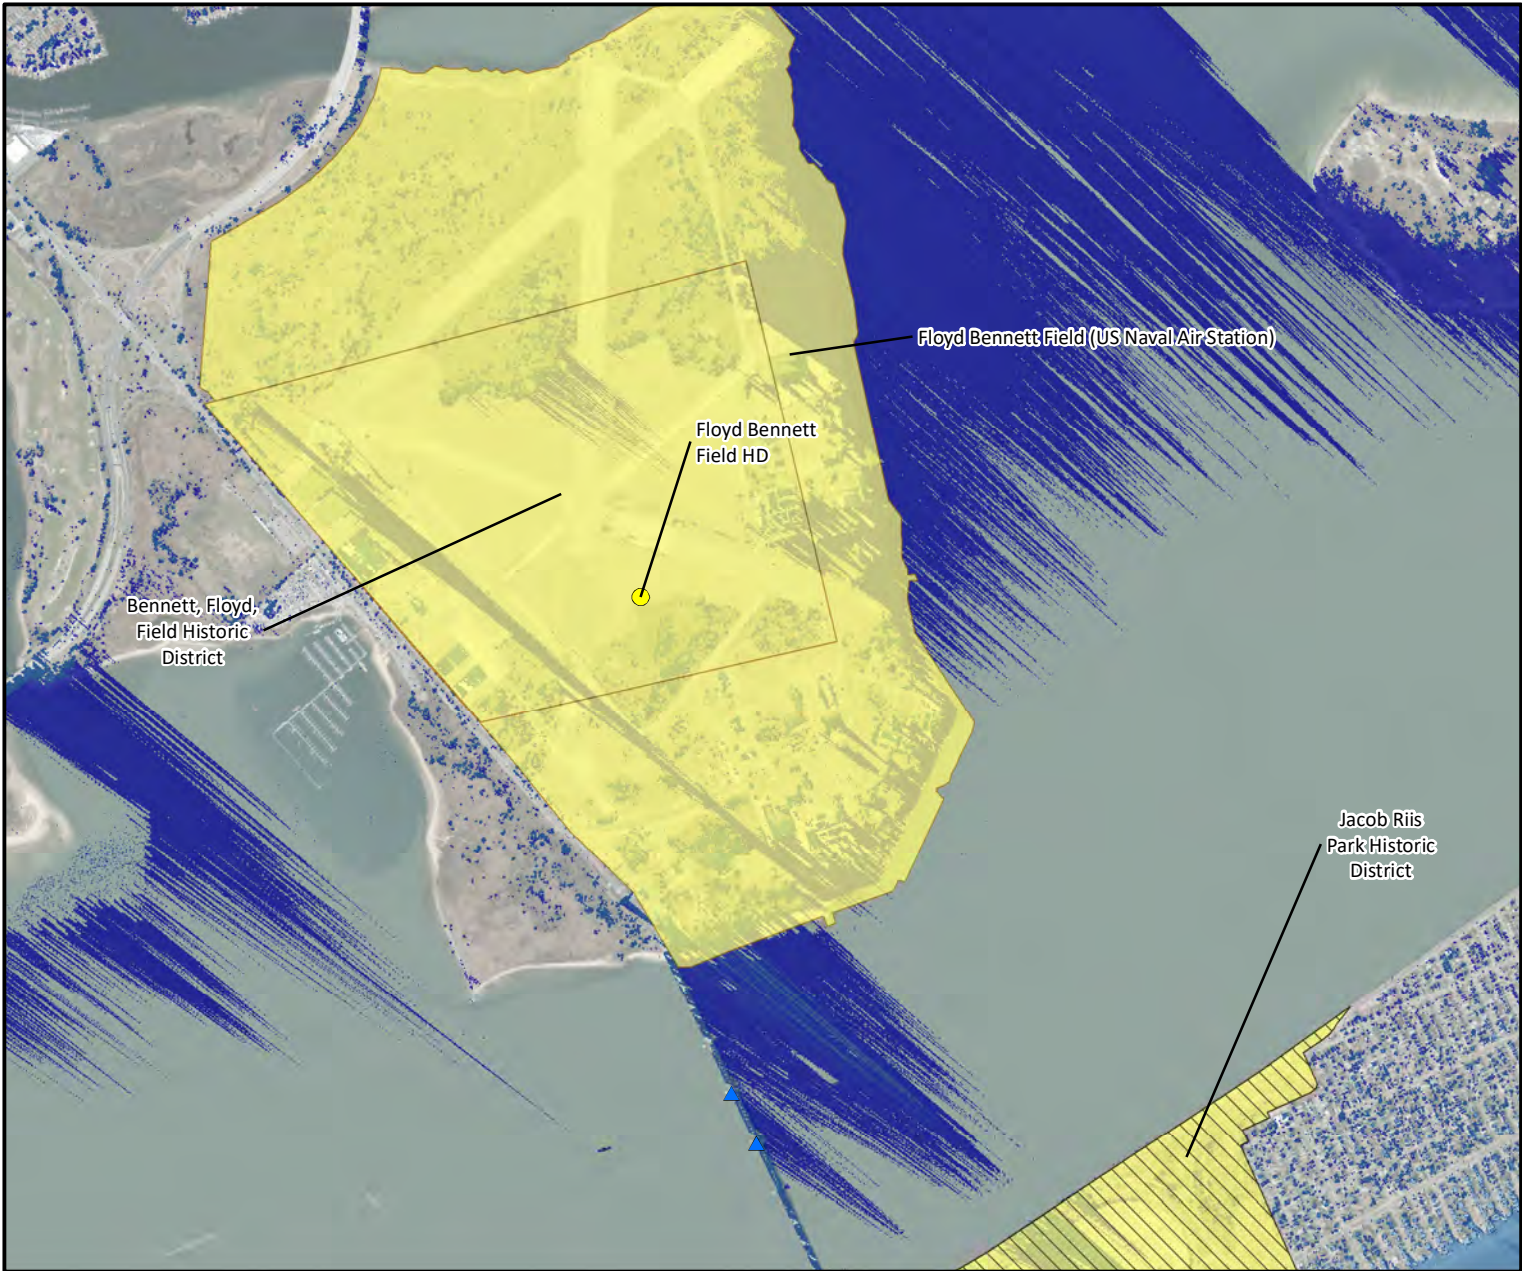 Floyd Bennett Field (US Naval Air Station)
Floyd Bennett
Field HD
Bennett, Floyd,
Field Historic
District
Jacob Riis
Park Historic
District